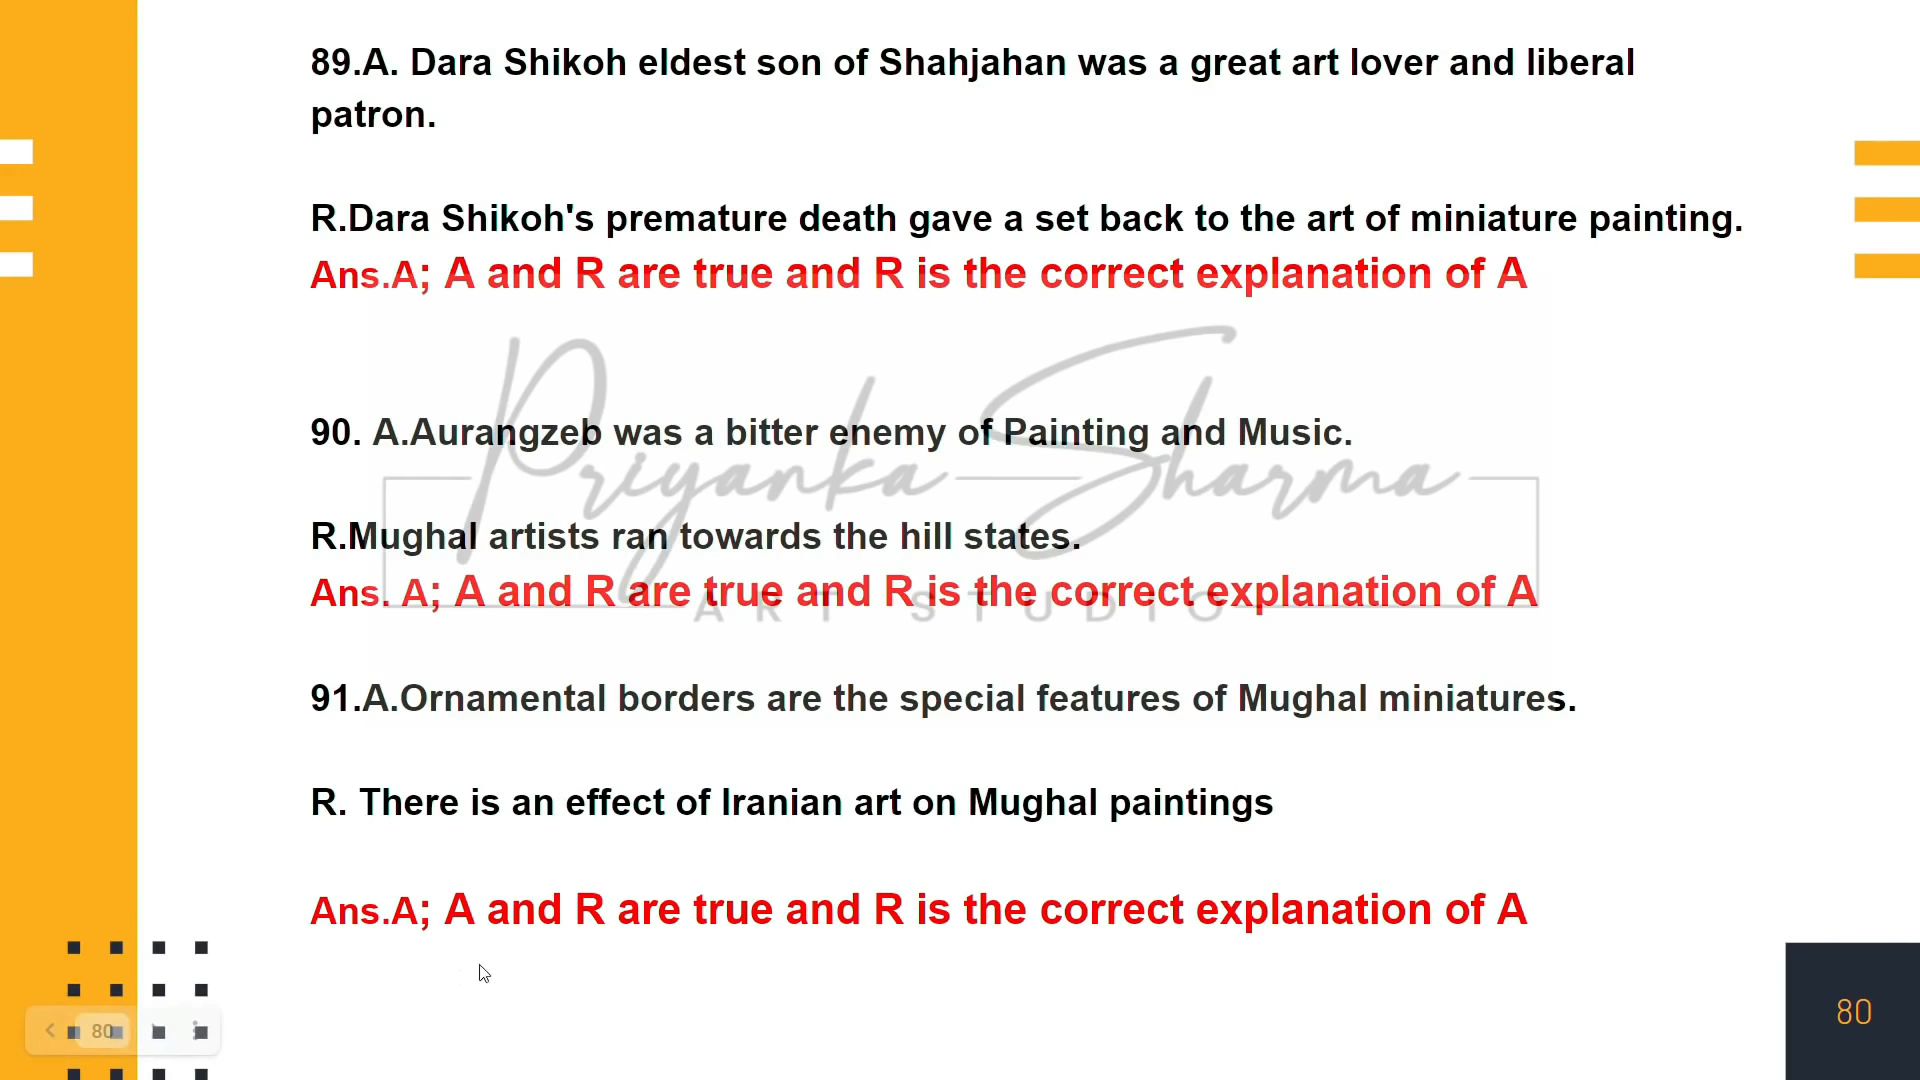 89.A. Dara Shikoh eldest son of Shahjahan was a great art lover and liberal
patron.
R.Dara Shikoh's premature death gave a set back to the art of miniature painting.
Ans.A; A and R are true and R is the correct explanation of A
90. A.Aurangzeb was a bitter enemy of Painting and Music.
Priyanka Sharma
R.Mughal artists ran towards the hill states.
Ans. A; A and R are true and R is the correct explanation of A
ART STUDIO
91.A.Ornamental borders are the special features of Mughal miniatures.
R. There is an effect of Iranian art on Mughal paintings
Ans.A; A and R are true and R is the correct explanation of A
80
80